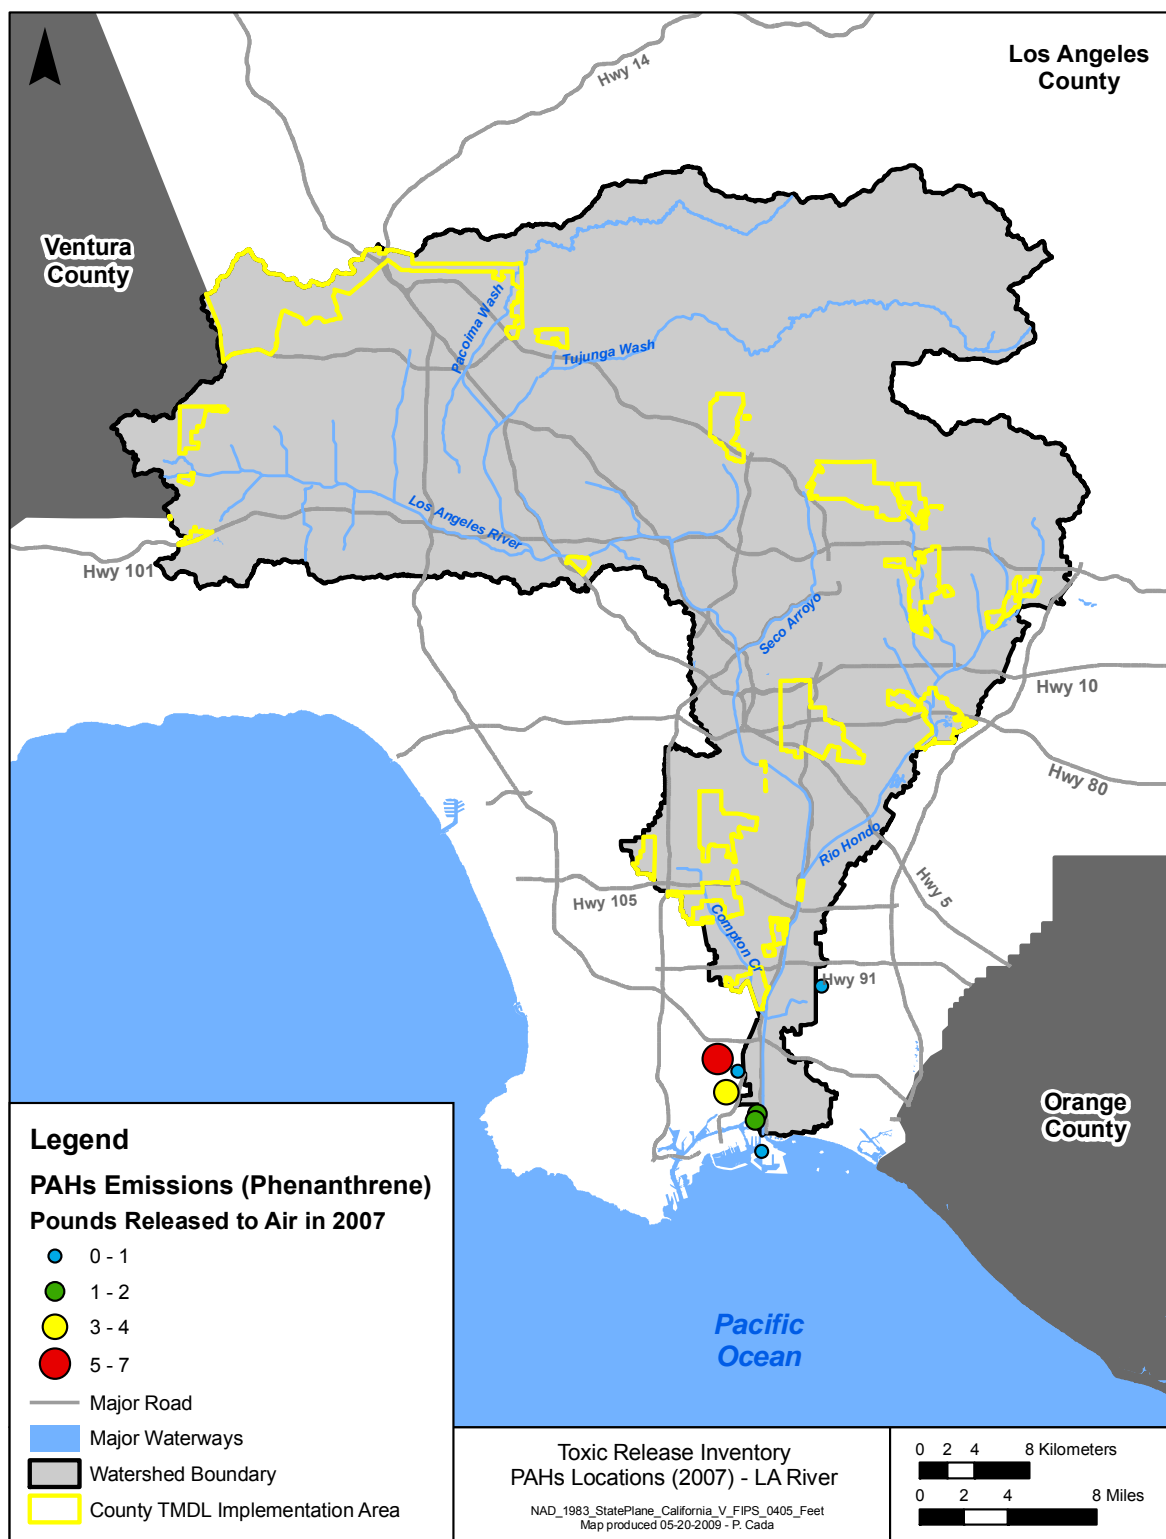 Los Angeles
County
Hwy 14
Ventura
County
Pacoima Wash
Tujunga Wash
Los Angeles River
Hwy 101
Seco Arroyo
Hwy 10
Hwy 80
Rio Hondo
Hwy 5
Hwy 105
Compton Cr
Hwy 91
Orange
County
Pacific
Ocean
Legend
PAHs Emissions (Phenanthrene)
Pounds Released to Air in 2007
0 - 1
1 - 2
3 - 4
5 - 7
Major Road
Major Waterways
Watershed Boundary
County TMDL Implementation Area
Toxic Release Inventory
PAHs Locations (2007) - LA River
NAD_1983_StatePlane_California_V_FIPS_0405_Feet
Map produced 05-20-2009 - P. Cada
0 2 4 8 Kilometers
0 2 4 8 Miles